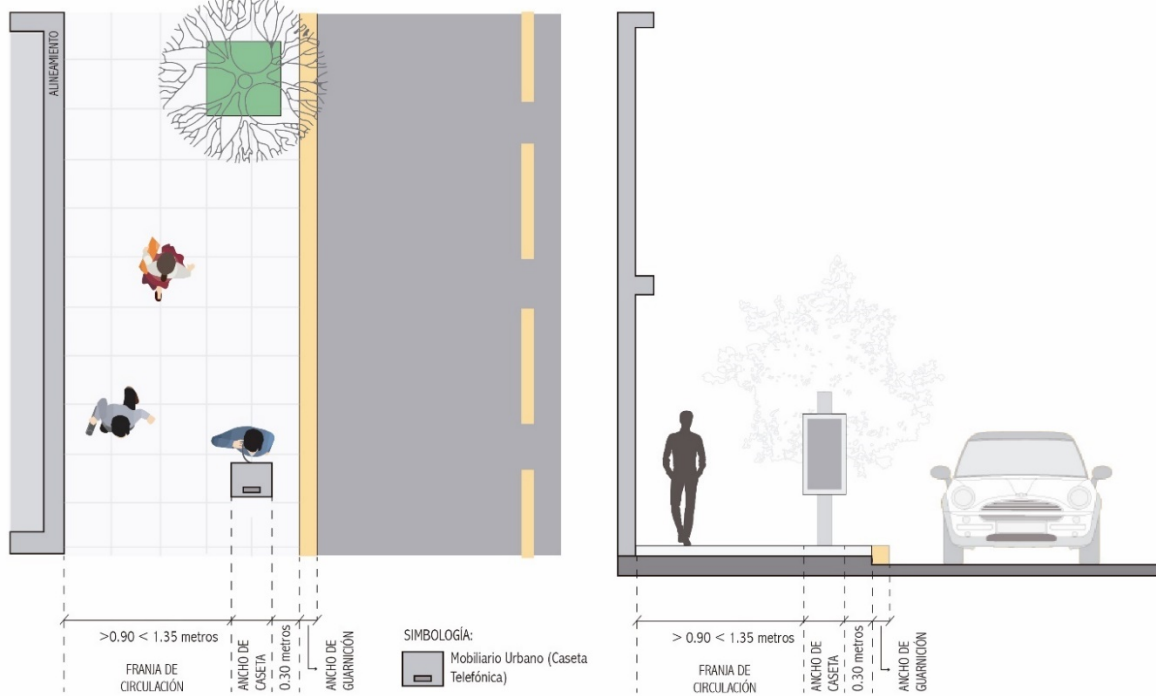 ALINEAMIENTO
>0.90 < 1.35 metros
FRANJA DE
CIRCULACIÓN
ANCHO DE
CASETA
0.30 metros
ANCHO DE
GUARNICIÓN
SIMBOLOGÍA:
Mobiliario Urbano (Caseta
Telefónica)
> 0.90 < 1.35 metros
FRANJA DE
CIRCULACIÓN
ANCHO DE
CASETA
0.30 metros
ANCHO DE
GUARNICIÓN